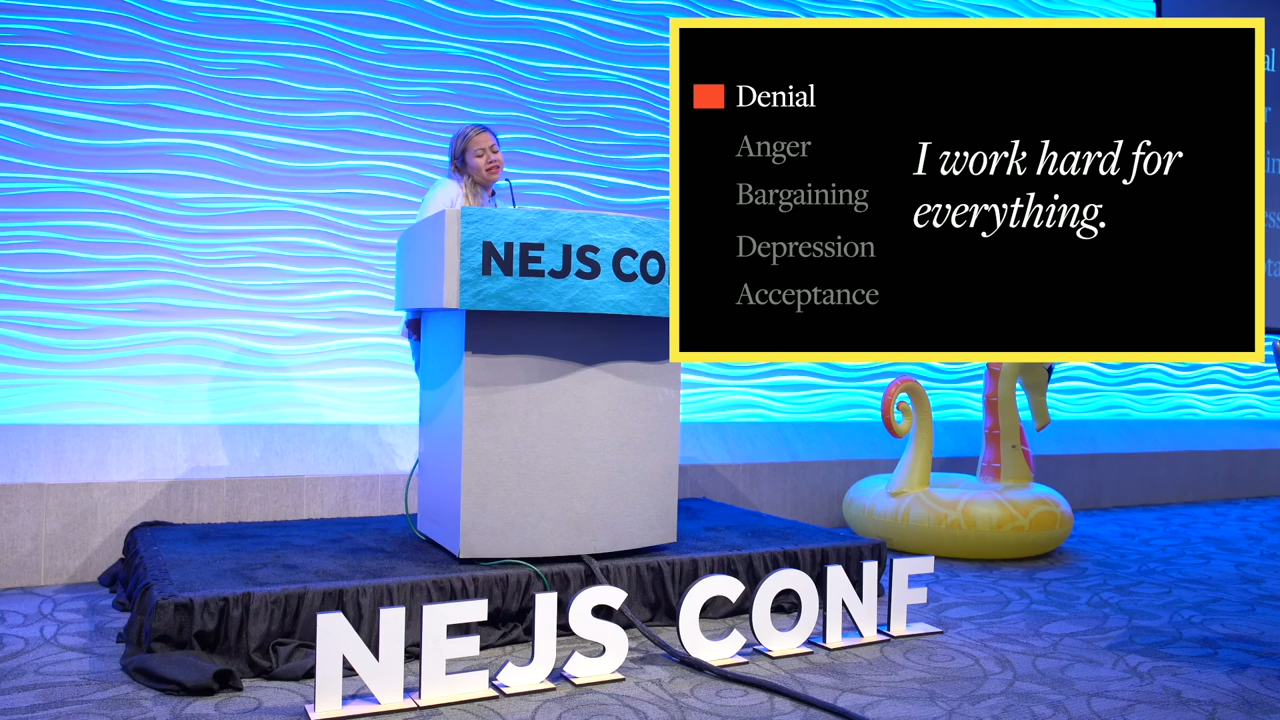 Denial
Anger
Bargaining
Depression
Acceptance
I work hard for
everything.
NEJS CO
NEJS CONF